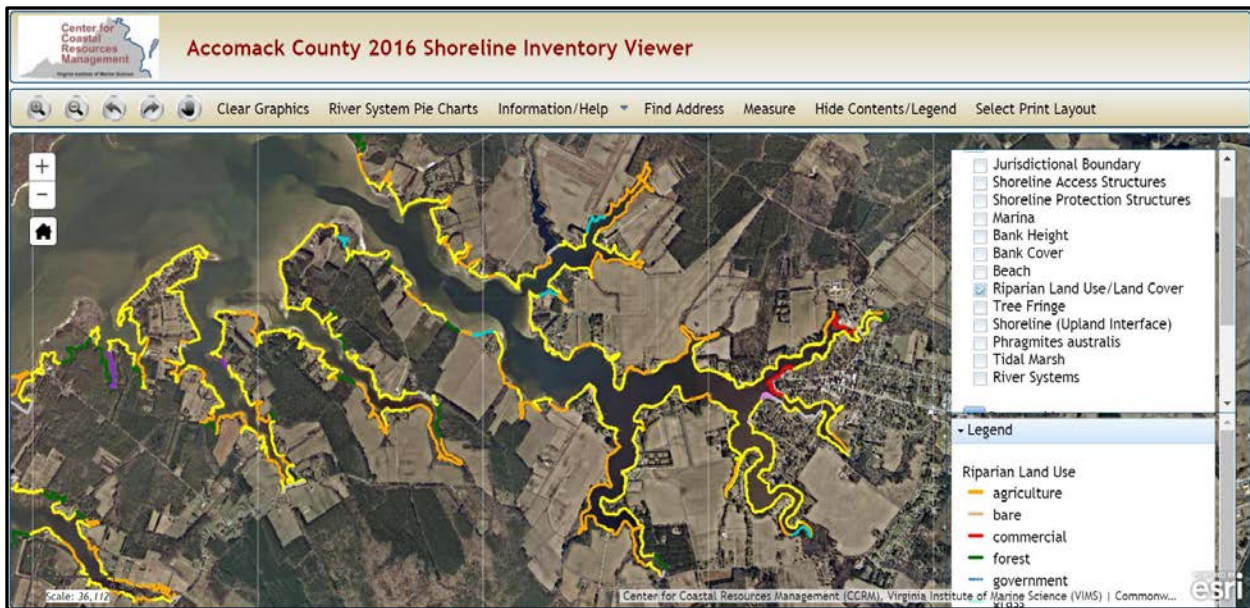 Center for
Coastal
Resources
Management
Virginia Institute of Marine Science
Accomack County 2016 Shoreline Inventory Viewer
Clear Graphics River System Pie Charts Information/Help Find Address Measure Hide Contents/Legend Select Print Layout
+
−
Jurisdictional Boundary
Shoreline Access Structures
Shoreline Protection Structures
Marina
Bank Height
Bank Cover
Beach
Riparian Land Use/Land Cover
Tree Fringe
Shoreline (Upland Interface)
Phragmites australis
Tidal Marsh
River Systems
Legend
Riparian Land Use
agriculture
bare
commercial
forest
government
grass
Scale: 36,112
Center for Coastal Resources Management (CCRM), Virginia Institute of Marine Science (VIMS) | Commonw...
esri